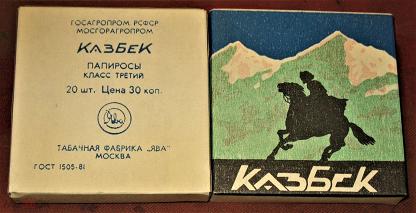 ГОСАГРОПРОМ РСФСР
МОСГОРАГРОПРОМ
КАЗБЕК
ПАПИРОСЫ
КЛАСС ТРЕТИЙ
20 шт. Цена 30 коп.
Ява
ТАБАЧНАЯ ФАБРИКА „ЯВА"
МОСКВА
ГОСТ 1505-81
КАЗБЕК